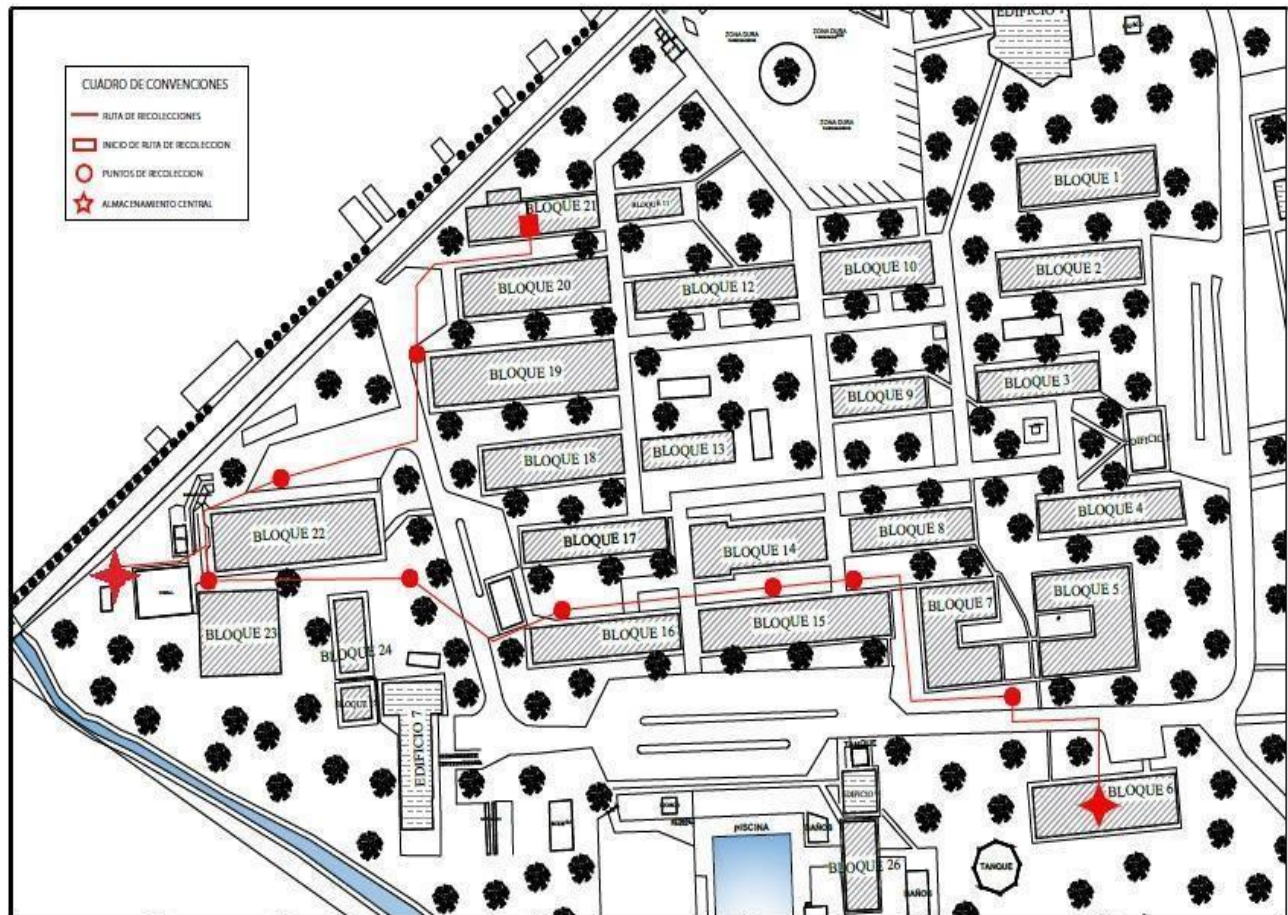 CUADRO DE CONVENCIONES
RUTA DE RECOLECCIONES
INICIO DE RUTA DE RECOLECCION
PUNTOS DE RECOLECCION
ALMACENAMIENTO CENTRAL
ZONA DURA
ZONA DURA
ZONA DURA
BLOQUE 1
BLOQUE 21
BLOQUE 11
BLOQUE 10
BLOQUE 2
BLOQUE 20
BLOQUE 12
BLOQUE 19
BLOQUE 9
BLOQUE 3
BLOQUE 18
BLOQUE 13
BLOQUE 4
BLOQUE 22
BLOQUE 17
BLOQUE 14
BLOQUE 8
BLOQUE 5
BLOQUE 7
BLOQUE 23
BLOQUE 16
BLOQUE 15
BLOQUE 24
EDIFICIO 7
TANQUE
BLOQUE 6
EDIFICIO
PISCINA
BAÑOS
BLOQUE 26
TANQUE
BAÑOS